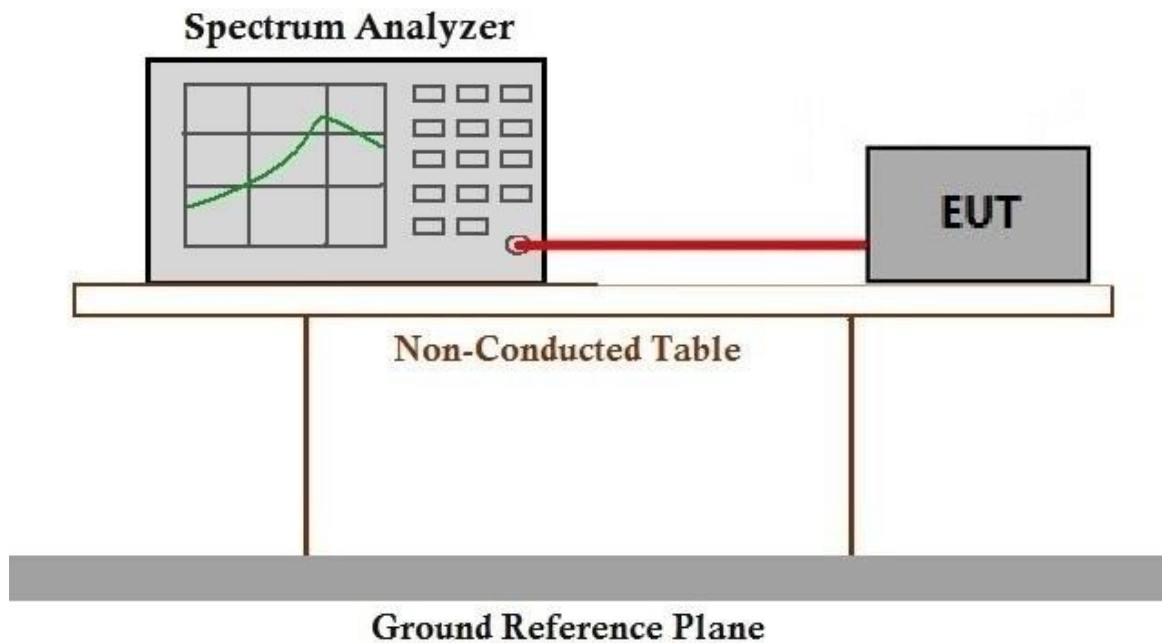 Spectrum Analyzer
EUT
Non-Conducted Table
Ground Reference Plane